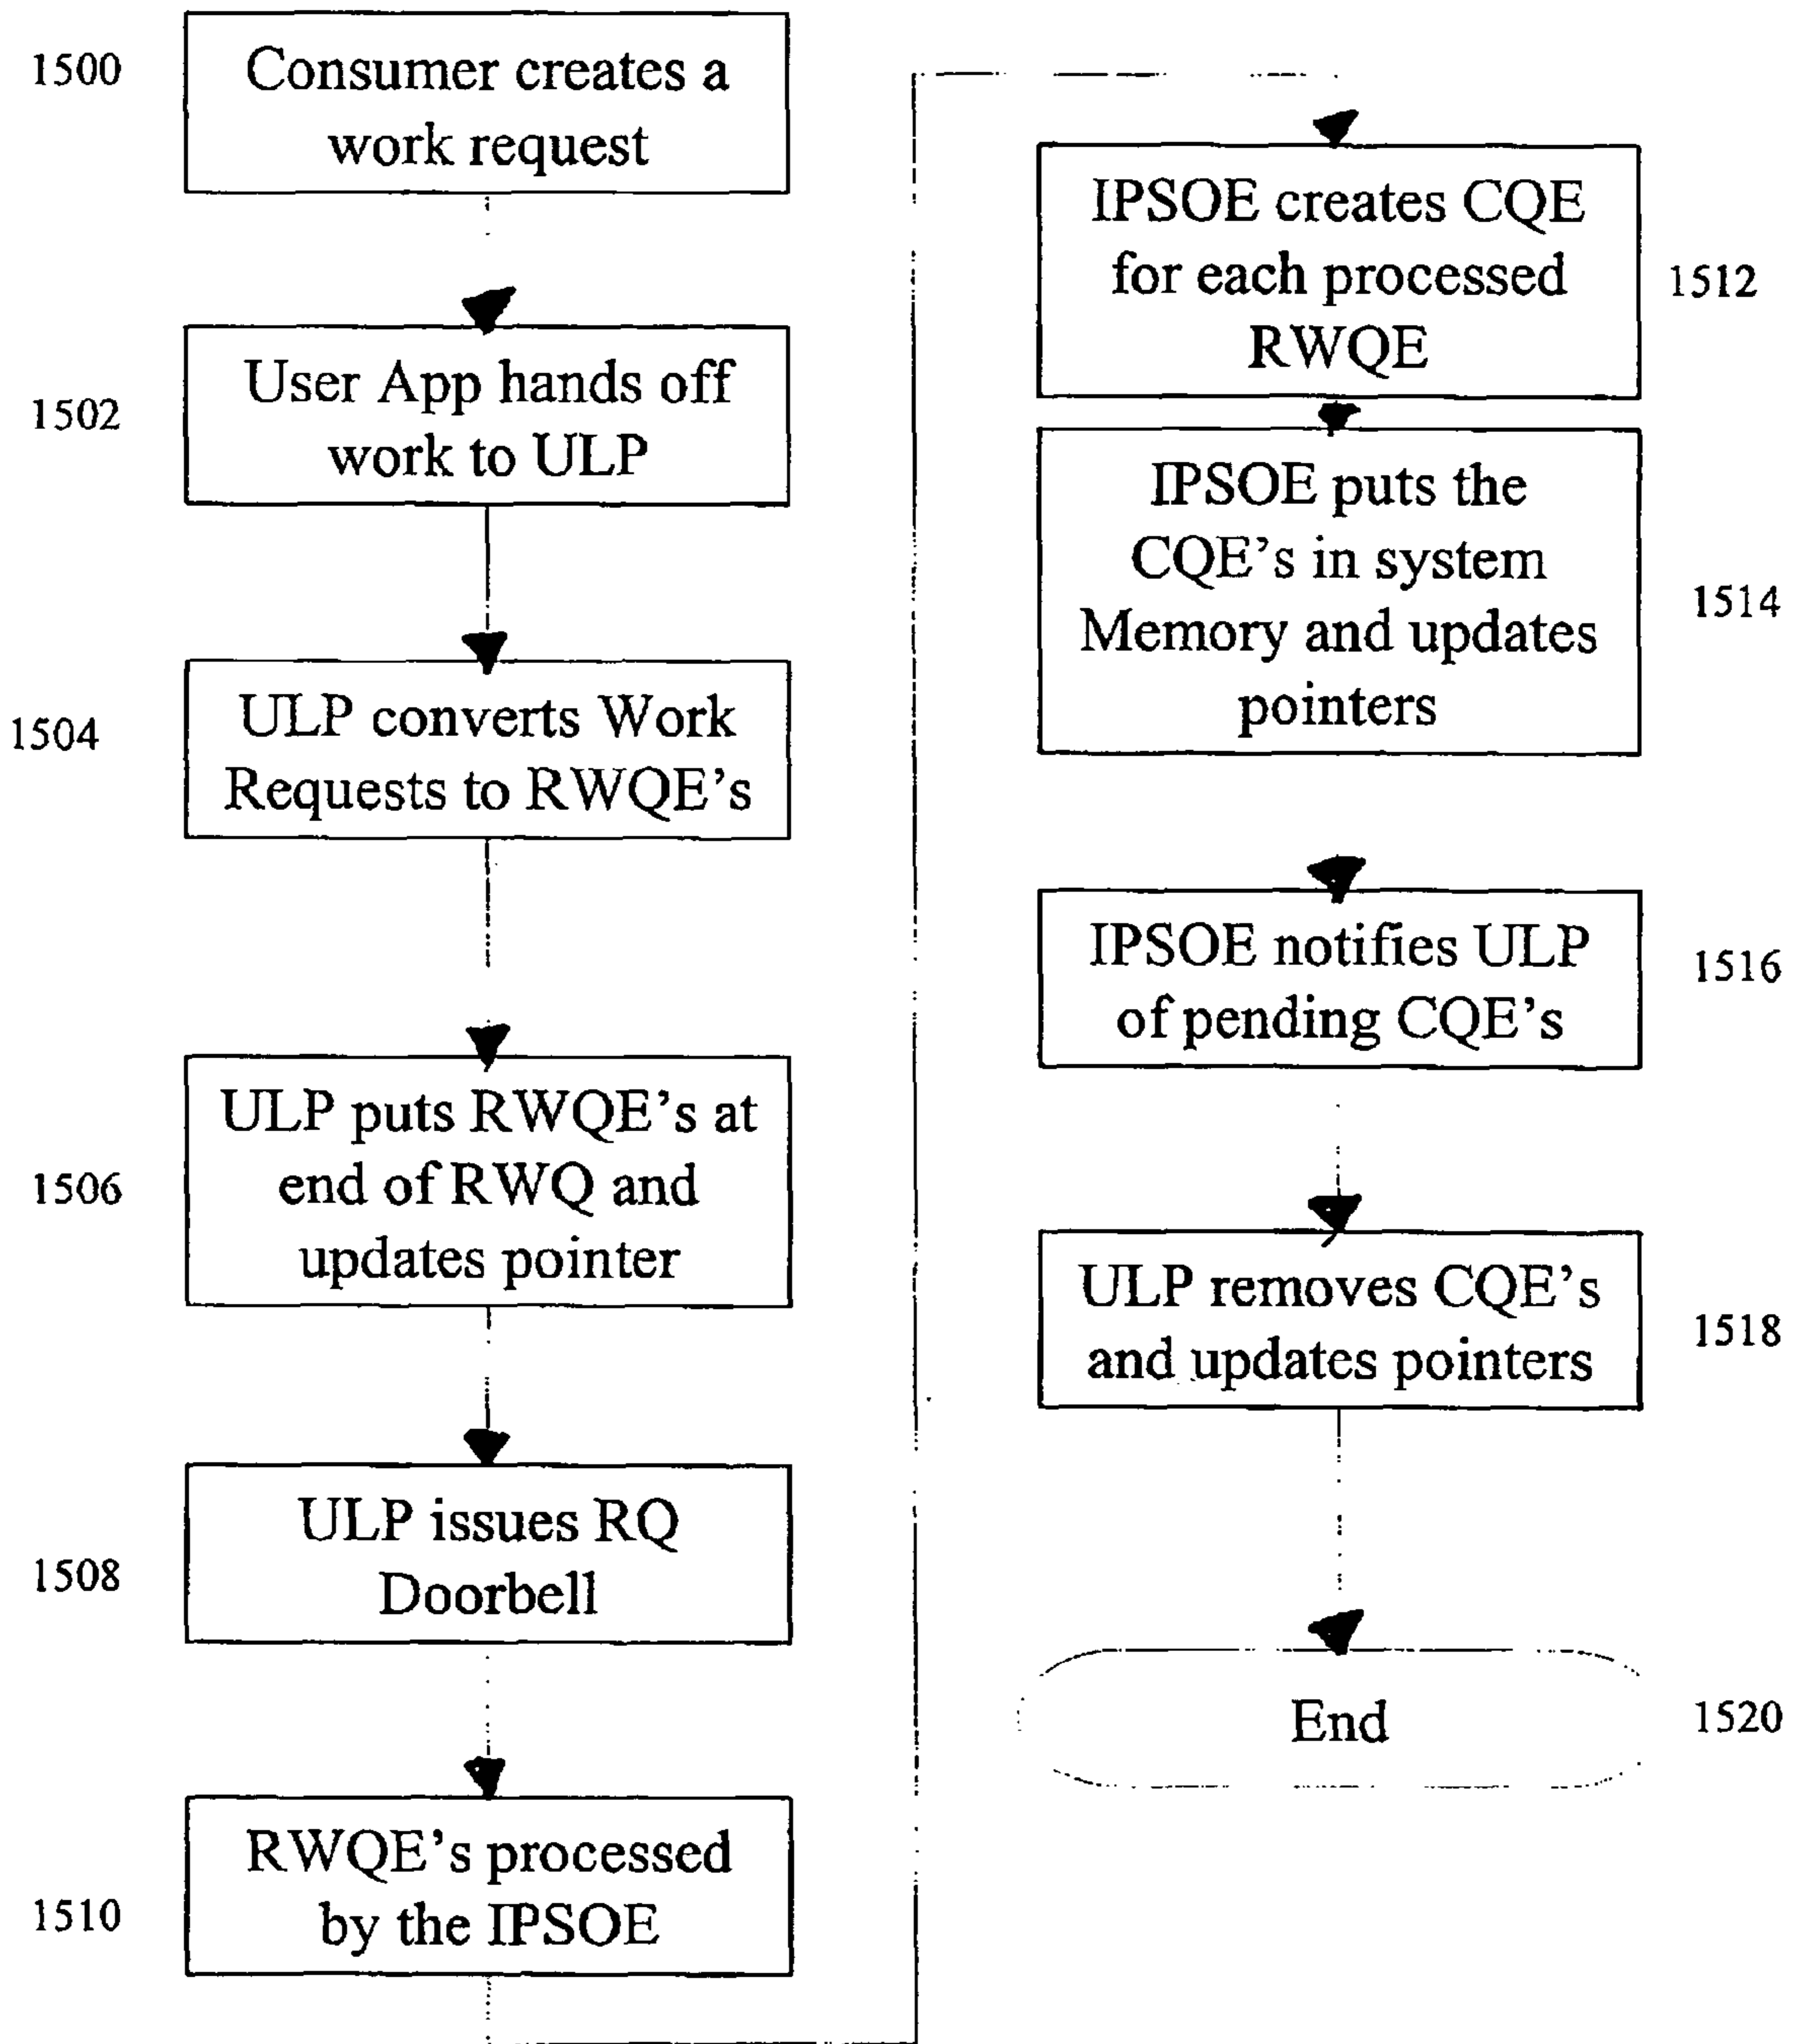 1500
Consumer creates a
work request
1502
User App hands off
work to ULP
1504
ULP converts Work
Requests to RWQE's
1506
ULP puts RWQE's at
end of RWQ and
updates pointer
1508
ULP issues RQ
Doorbell
1510
RWQE's processed
by the IPSOE
IPSOE creates CQE
for each processed
RWQE
1512
IPSOE puts the
CQE's in system
Memory and updates
pointers
1514
IPSOE notifies ULP
of pending CQE's
1516
ULP removes CQE's
and updates pointers
1518
End
1520